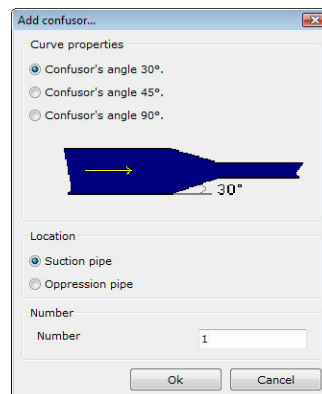 Add confusor...
Curve properties
Confusor's angle 30°.
Confusor's angle 45°.
Confusor's angle 90°.
30°
Location
Suction pipe
Oppression pipe
Number
Number 1
Ok Cancel